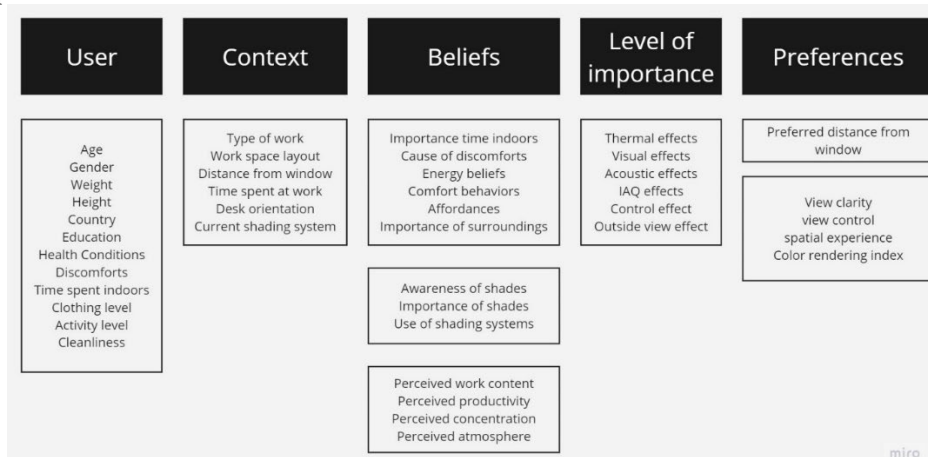 User
Age
Gender
Weight
Height
Country
Education
Health Conditions
Discomforts
Time spent indoors
Clothing level
Activity level
Cleanliness
Context
Type of work
Work space layout
Distance from window
Time spent at work
Desk orientation
Current shading system
Beliefs
Importance time indoors
Cause of discomforts
Energy beliefs
Comfort behaviors
Affordances
Importance of surroundings
Awareness of shades
Importance of shades
Use of shading systems
Perceived work content
Perceived productivity
Perceived concentration
Perceived atmosphere
Level of
importance
Thermal effects
Visual effects
Acoustic effects
IAQ effects
Control effect
Outside view effect
Preferences
Preferred distance from
window
View clarity
view control
spatial experience
Color rendering index
miro